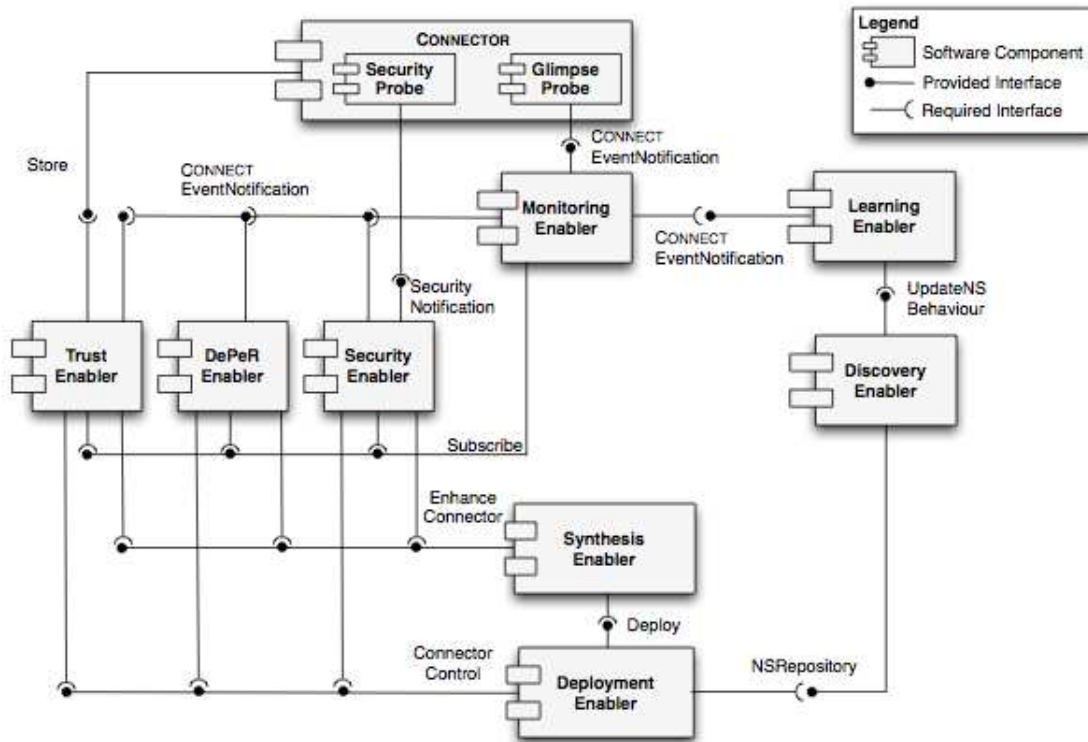 CONNECTOR
Security
Probe
Glimpse
Probe
Legend
Software Component
Provided Interface
Required Interface
CONNECT
EventNotification
Store
CONNECT
EventNotification
Monitoring
Enabler
Learning
Enabler
CONNECT
EventNotification
Security
Notification
UpdateNS
Behaviour
Trust
Enabler
DePeR
Enabler
Security
Enabler
Discovery
Enabler
Subscribe
Enhance
Connector
Synthesis
Enabler
Deploy
Connector
Control
Deployment
Enabler
NSRepository